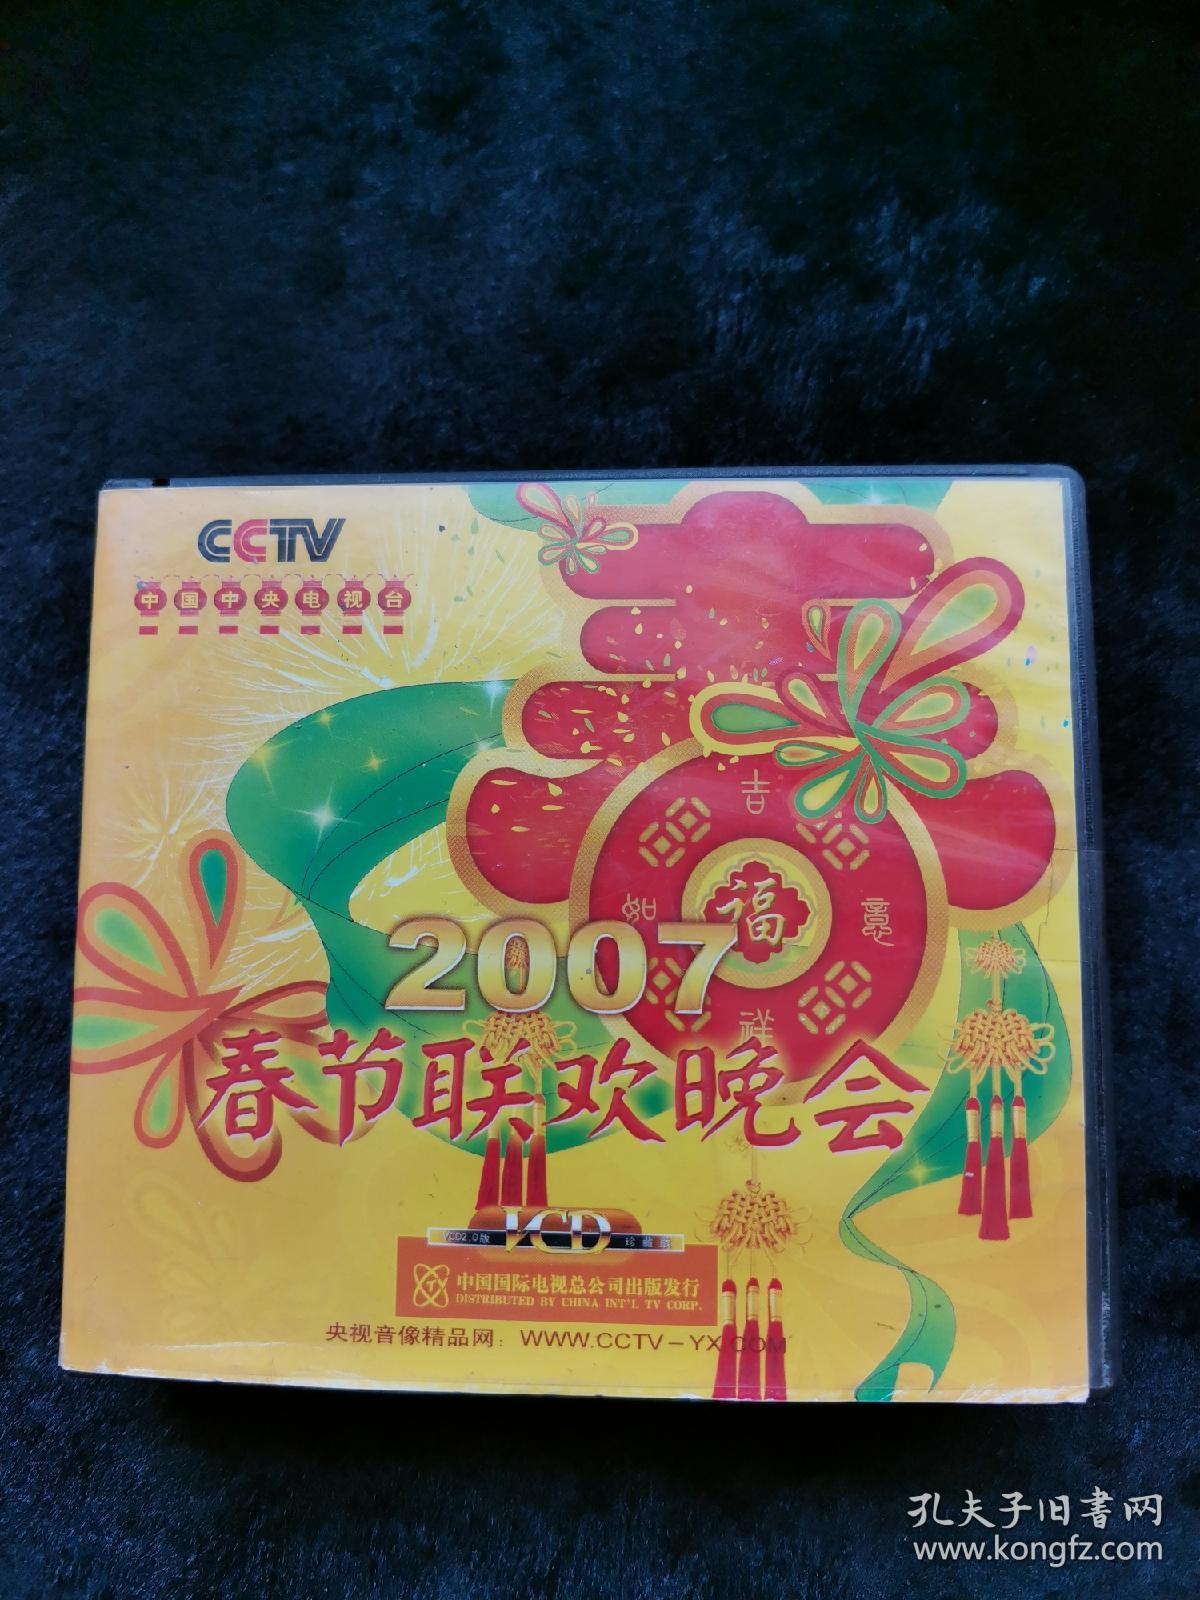 CCTV
中国中央电视台
吉
如 福 意
祥
2007
春节联欢晚会
VCD2.0版 VCD 珍藏版
中国国际电视总公司出版发行
DISTRIBUTED BY CHINA INT'L TV CORP.
央视音像精品网：WWW.CCTV-YX.COM
孔夫子旧書网
www.kongfz.com